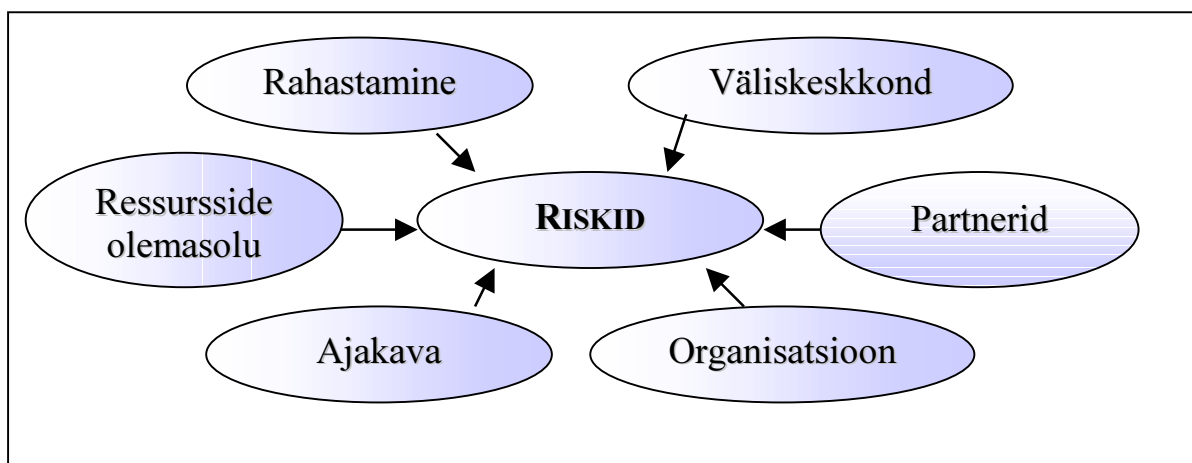 Rahastamine
Väliskeskkond
Ressursside
olemasolu
RISKID
Partnerid
Ajakava
Organisatsioon